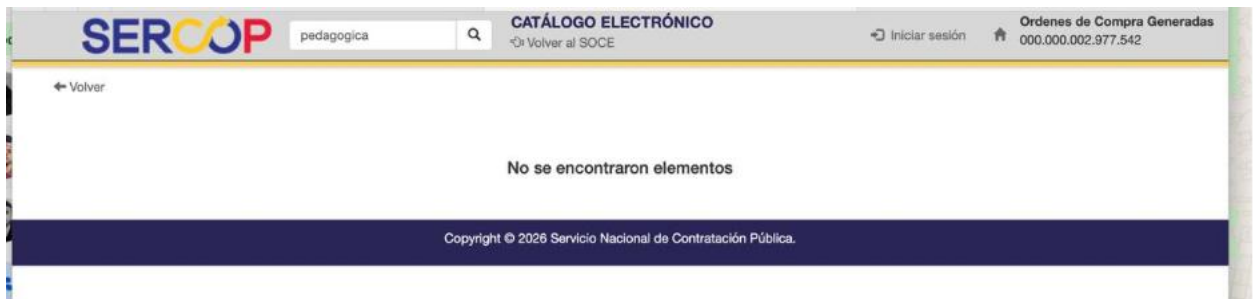 SERCOP
pedagogica
CATÁLOGO ELECTRÓNICO
Volver al SOCE
Iniciar sesión
Ordenes de Compra Generadas
000.000.002.977.542
Volver
No se encontraron elementos
Copyright © 2026 Servicio Nacional de Contratación Pública.